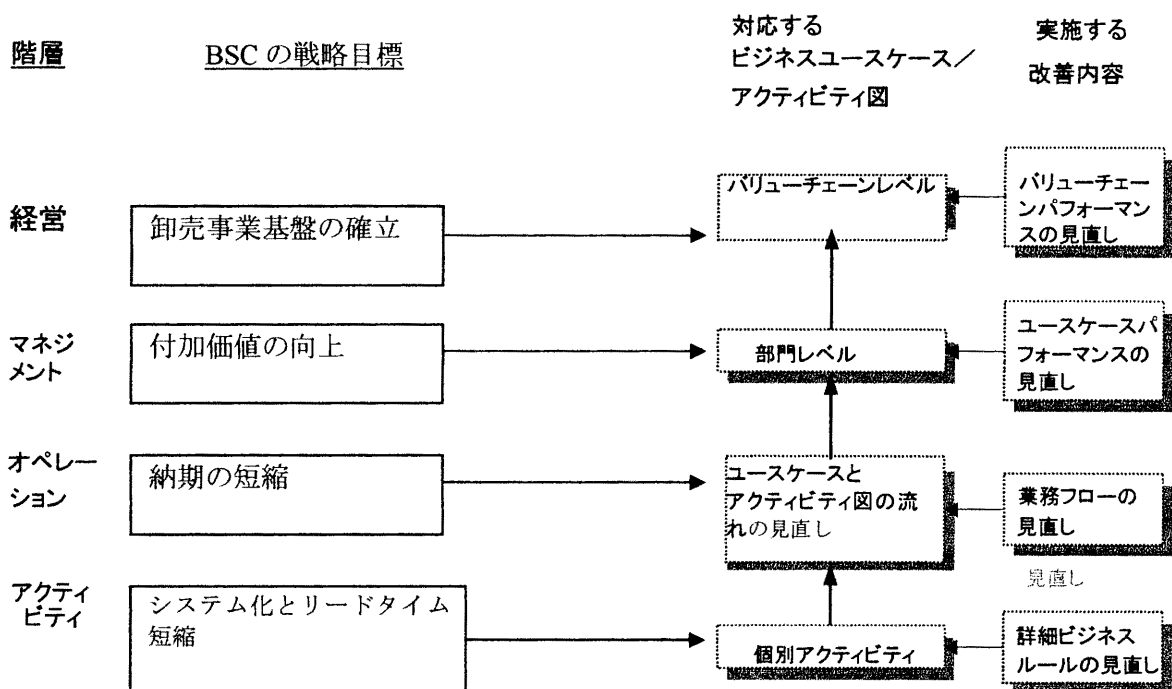 階層
BSC の戦略目標
対応する
ビジネスユースケース／
アクティビティ図
実施する
改善内容
経営
卸売事業基盤の確立
バリューチェーンレベル
バリューチェー
ンパフォーマン
スの見直し
マネジ
メント
付加価値の向上
部門レベル
ユースケースパ
フォーマンスの
見直し
オペレー
ション
納期の短縮
ユースケースと
アクティビティ図の流
れの見直し
業務フローの
見直し
見直し
アクティ
ビティ
システム化とリードタイム
短縮
個別アクティビティ
詳細ビジネス
ルールの見直し